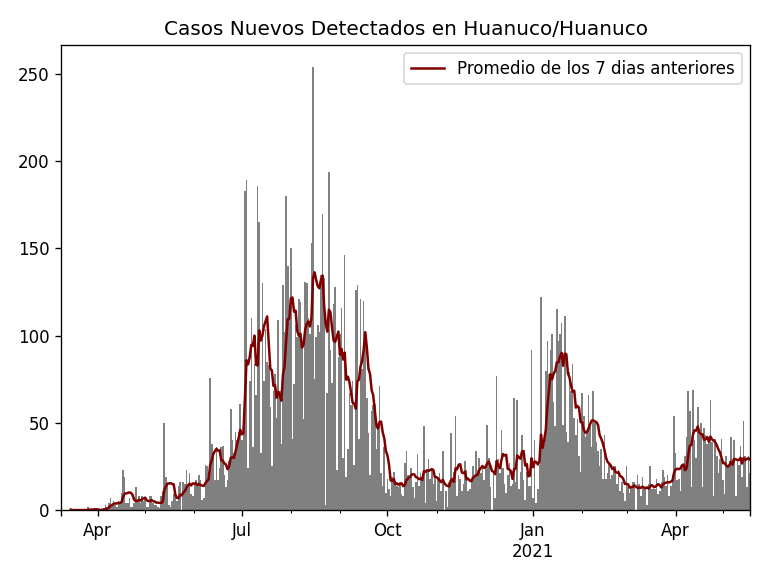 Casos Nuevos Detectados en Huanuco/Huanuco
Promedio de los 7 dias anteriores
250
200
150
100
50
0
Apr Jul Oct Jan Apr
2021